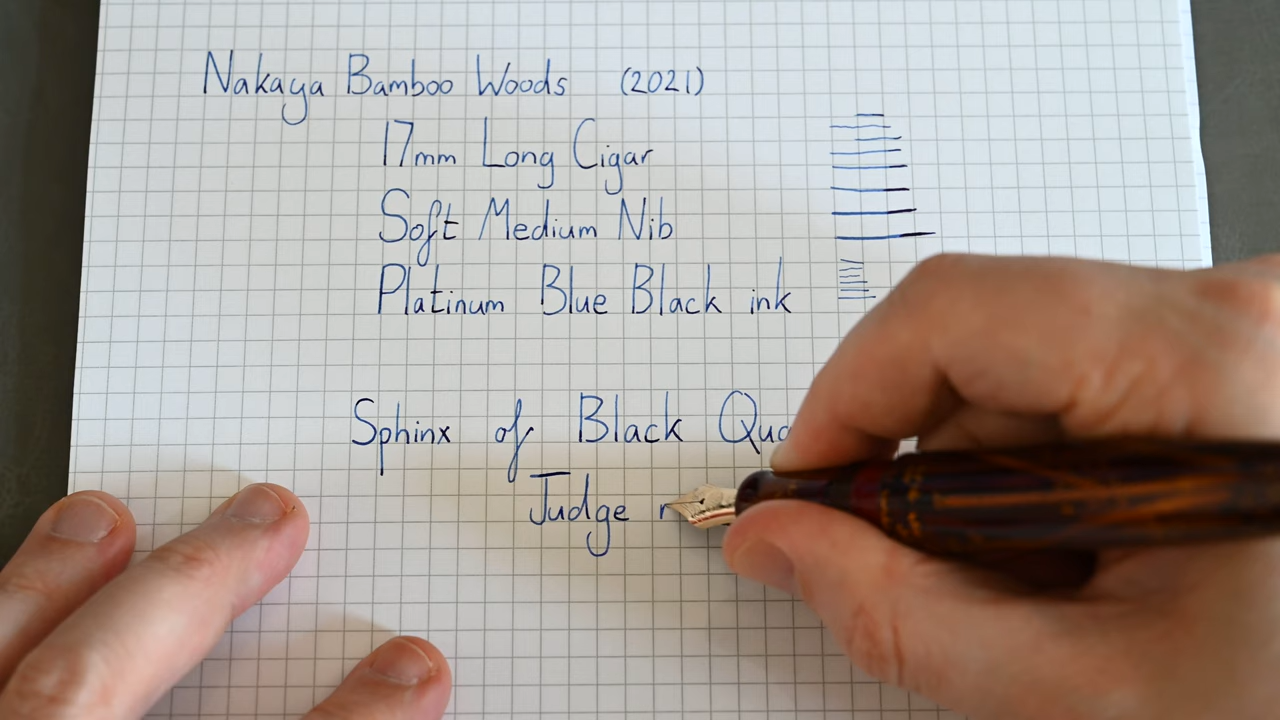 Nakaya Bamboo Woods (2021)
17mm Long Cigar
Soft Medium Nib
Platinum Blue Black ink
Sphinx of Black
Judge